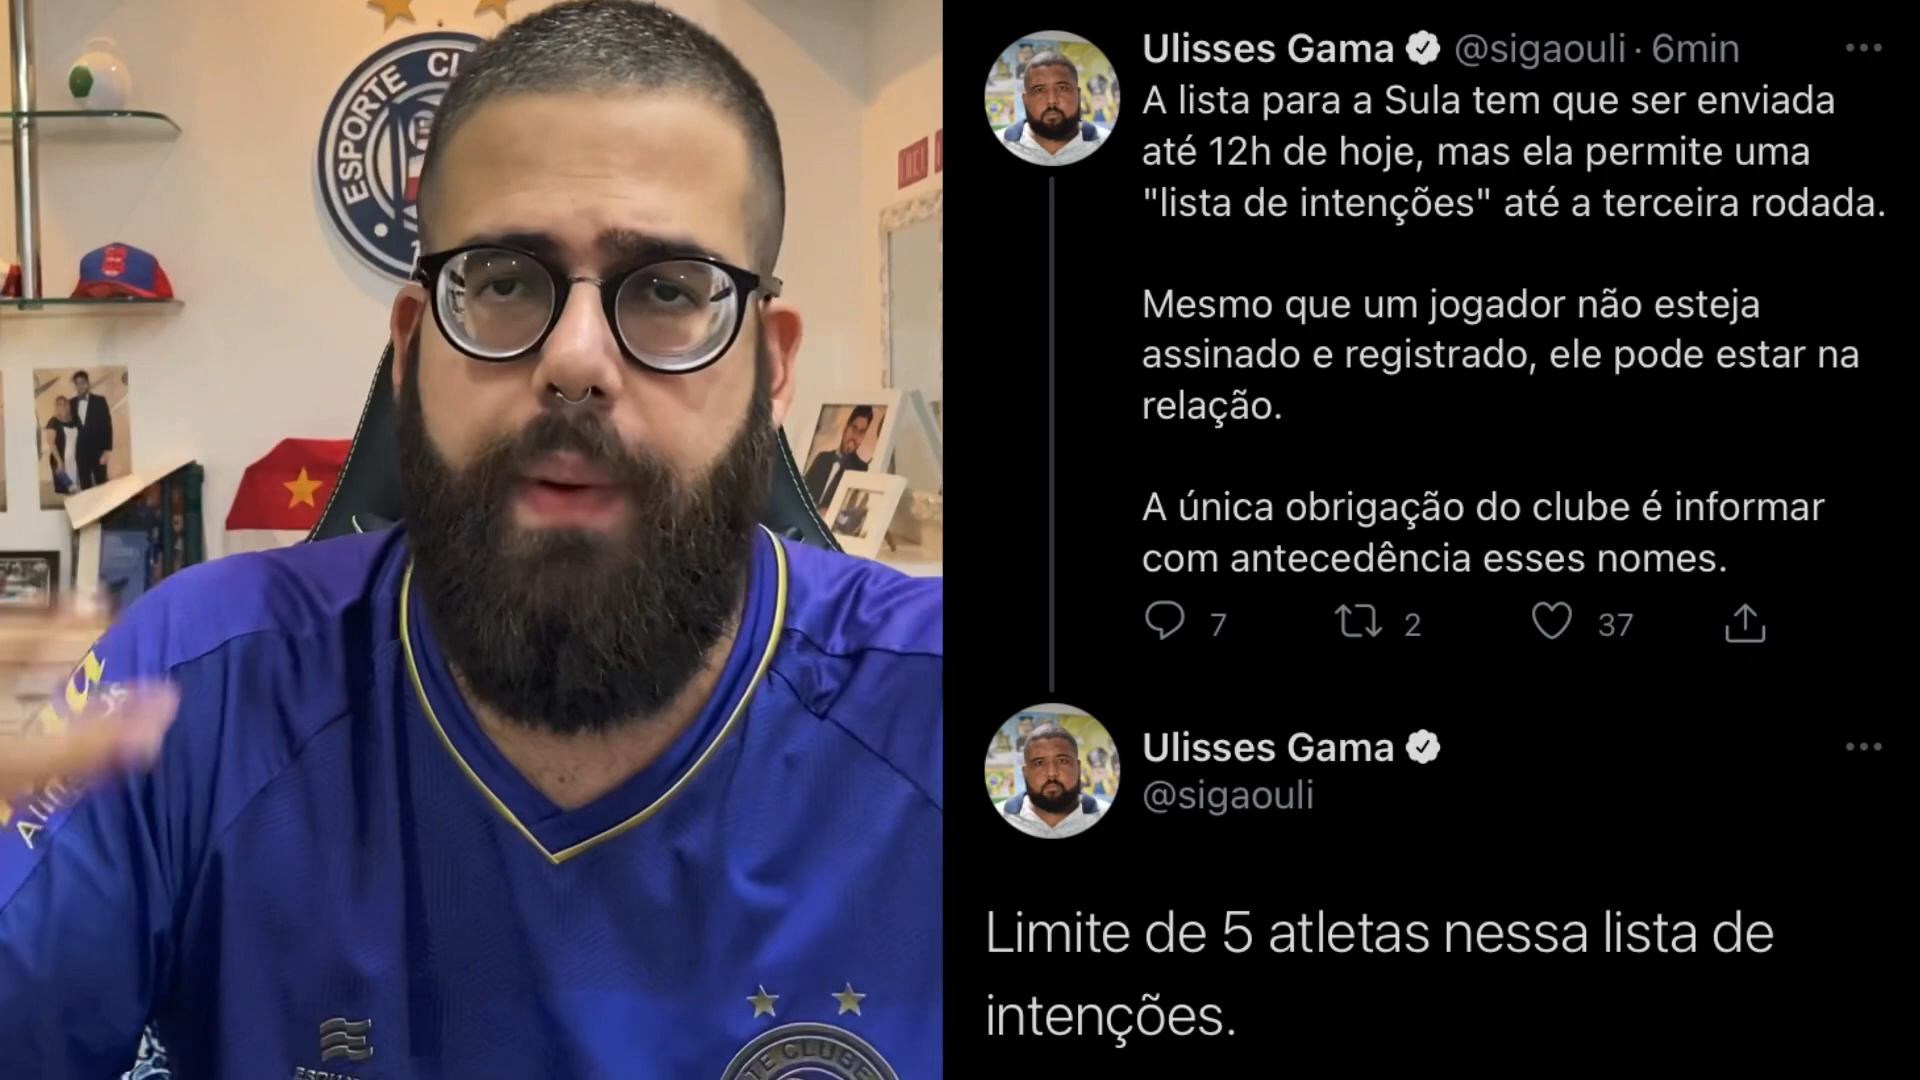 ESPORTE CL
Ulisses Gama @sigaouli · 6min
A lista para a Sula tem que ser enviada
até 12h de hoje, mas ela permite uma
"lista de intenções" até a terceira rodada.
Mesmo que um jogador não esteja
assinado e registrado, ele pode estar na
relação.
A única obrigação do clube é informar
com antecedência esses nomes.
7 2 37
Ulisses Gama
@sigaouli
Limite de 5 atletas nessa lista de
intenções.
TE CLUBE